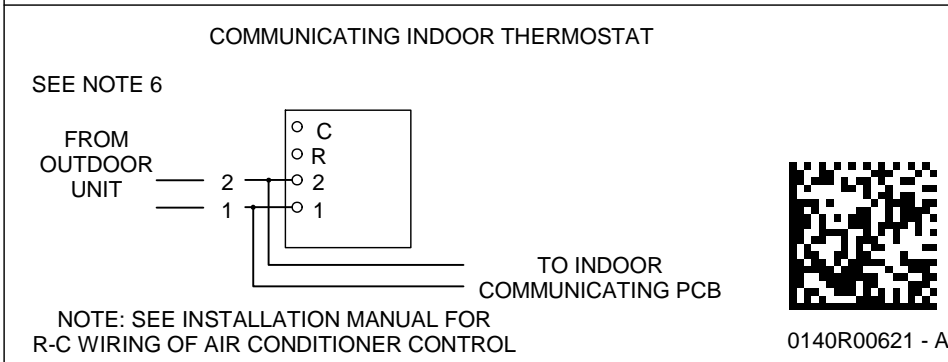 COMMUNICATING INDOOR THERMOSTAT
SEE NOTE 6
FROM
OUTDOOR
UNIT
2
1
C
R
2
1
TO INDOOR
COMMUNICATING PCB
NOTE: SEE INSTALLATION MANUAL FOR
R-C WIRING OF AIR CONDITIONER CONTROL
0140R00621 - A